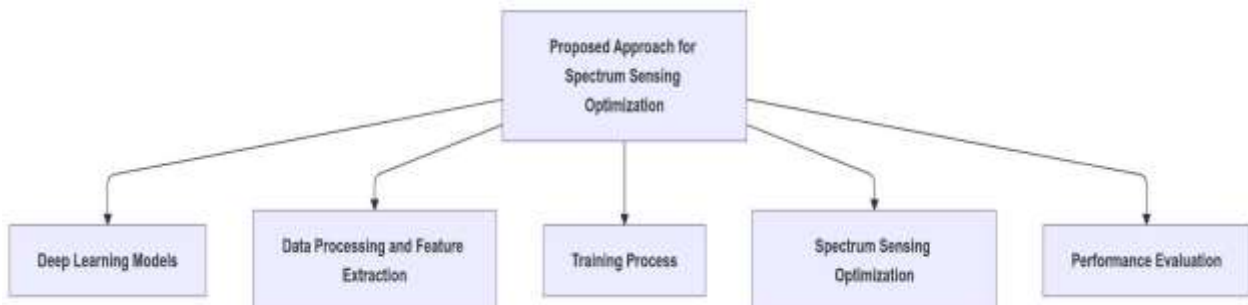 Proposed Approach for
Spectrum Sensing
Optimization
Deep Learning Models
Data Processing and Feature
Extraction
Training Process
Spectrum Sensing
Optimization
Performance Evaluation